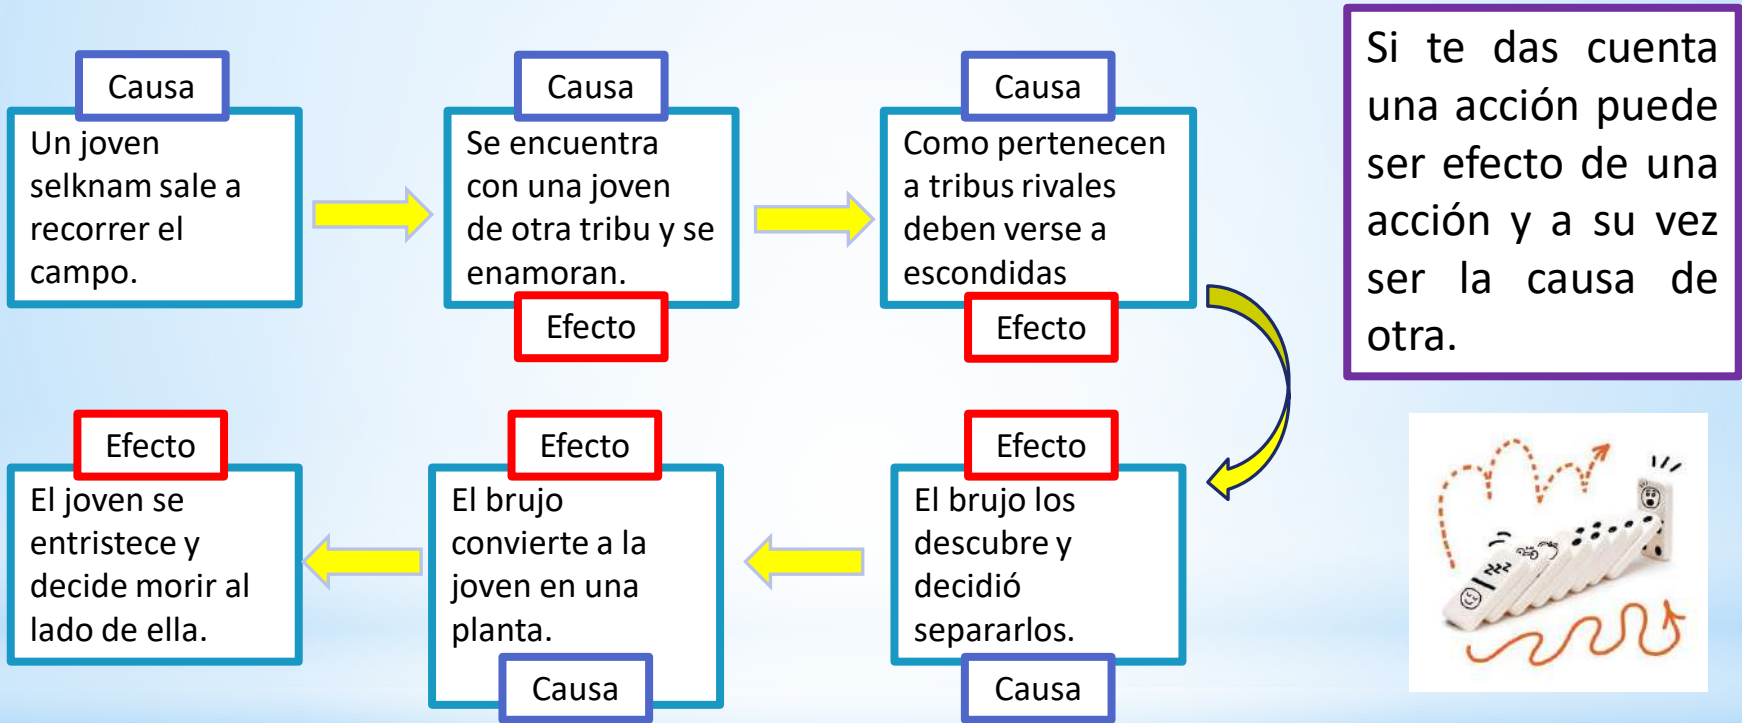 Causa
Un joven
selknam sale a
recorrer el
campo.
Causa
Se encuentra
con una joven
de otra tribu y se
enamoran.
Efecto
Causa
Como pertenecen
a tribus rivales
deben verse a
escondidas
Efecto
Si te das cuenta
una acción puede
ser efecto de una
acción y a su vez
ser la causa de
otra.
Efecto
El brujo los
descubre y
decidió
separarlos.
Causa
Efecto
El brujo
convierte a la
joven en una
planta.
Causa
Efecto
El joven se
entristece y
decide morir al
lado de ella.
zzz